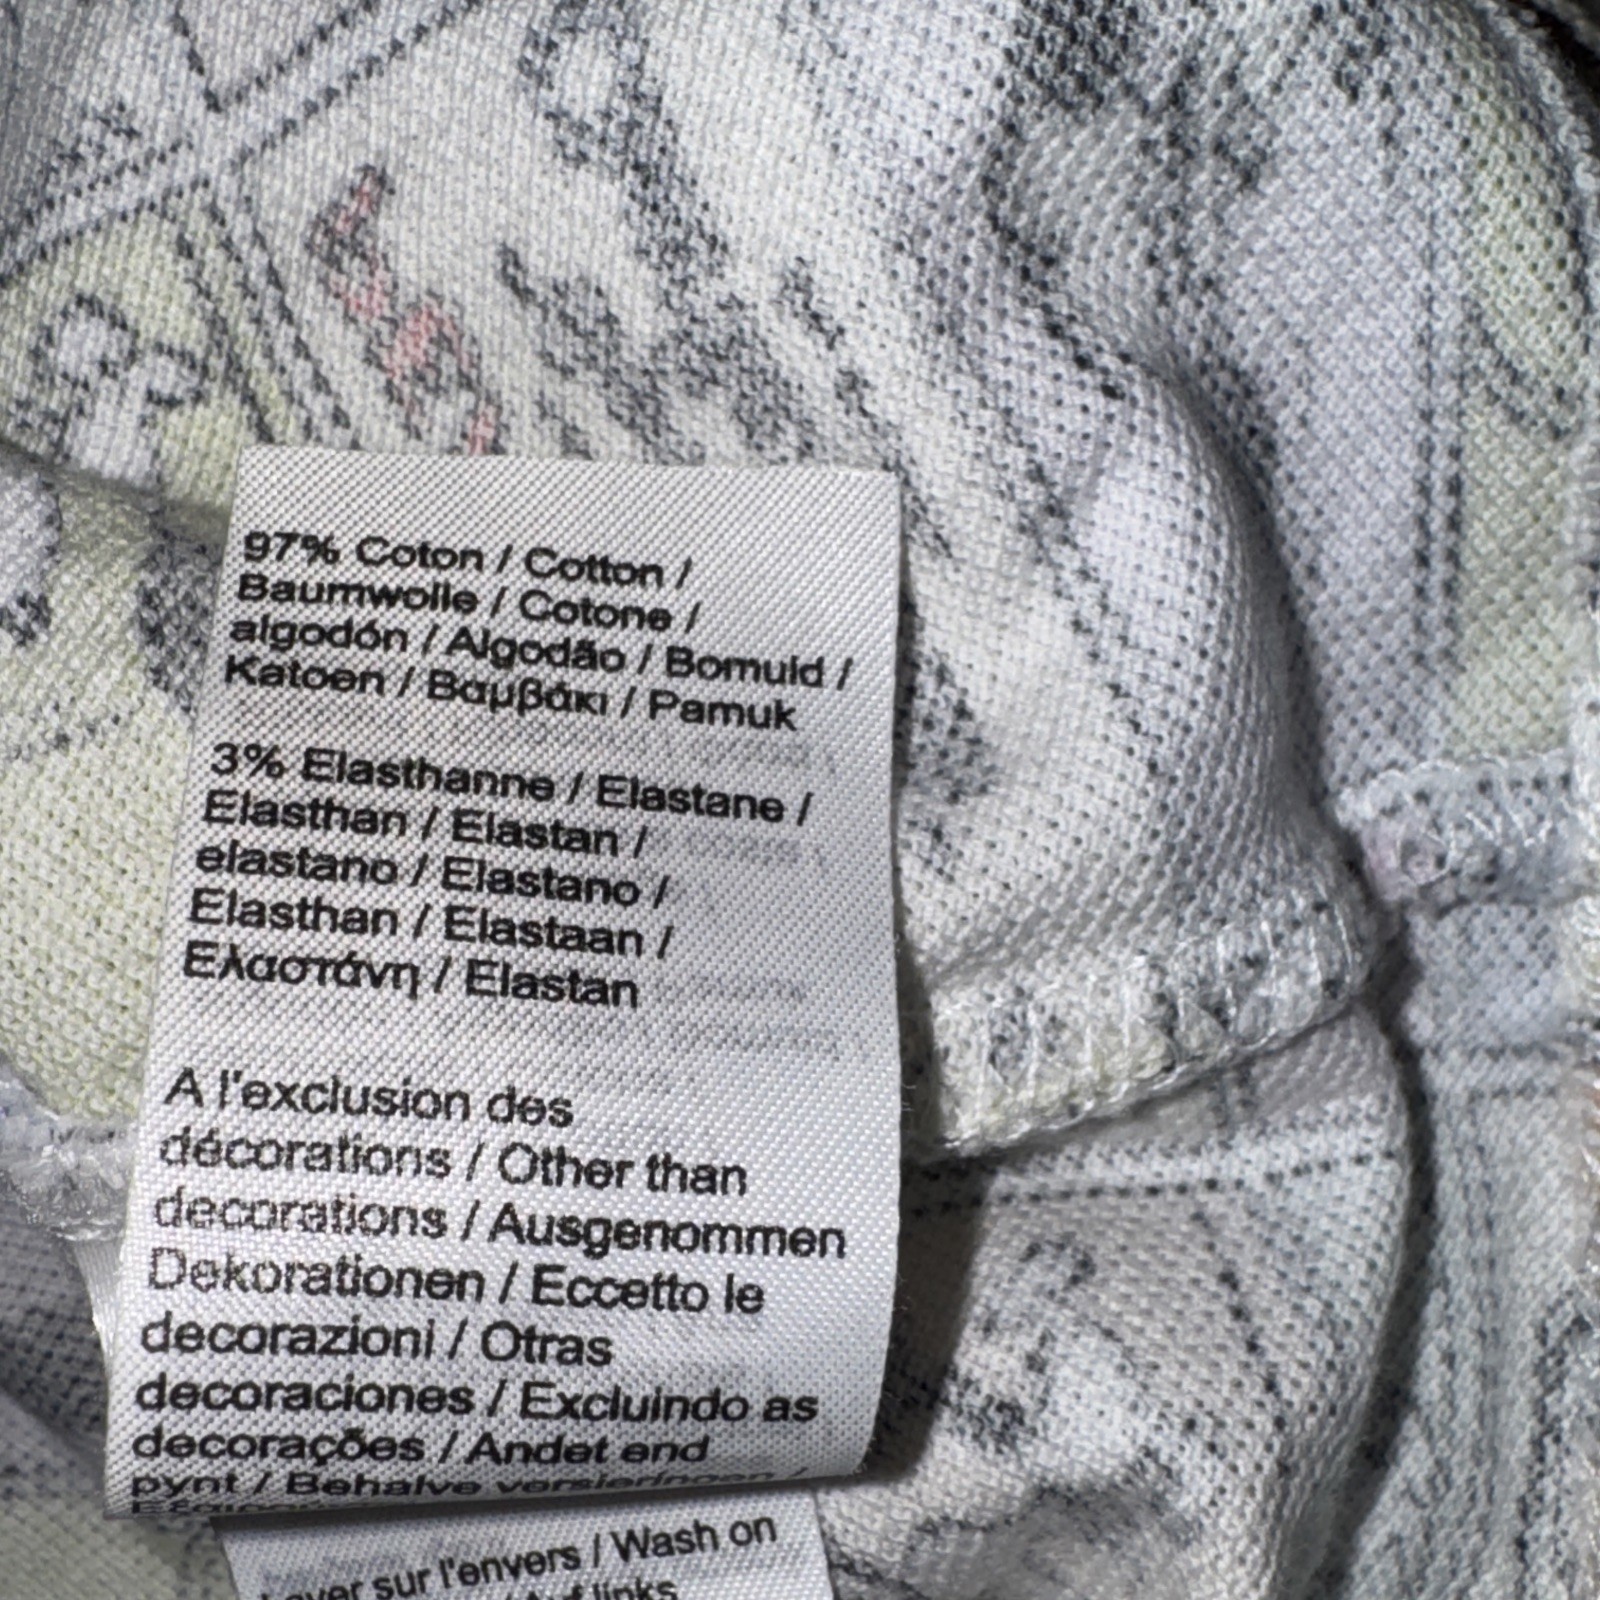 97% Coton / Cotton /
Baumwolle / Cotone /
algodón / Algodão / Bomuld /
Katoen / Βαμβάκι / Pamuk
3% Elasthanne / Elastane /
Elasthan / Elastan /
elastano / Elastano /
Elasthan / Elastaan /
Ελαστάνη / Elastan
A l'exclusion des
décorations / Other than
decorations / Ausgenommen
Dekorationen / Eccetto le
decorazioni / Otras
decoraciones / Excluindo as
decorações / Andet end
pynt / Behalve versieringen /
sur l'envers / Wash on
links